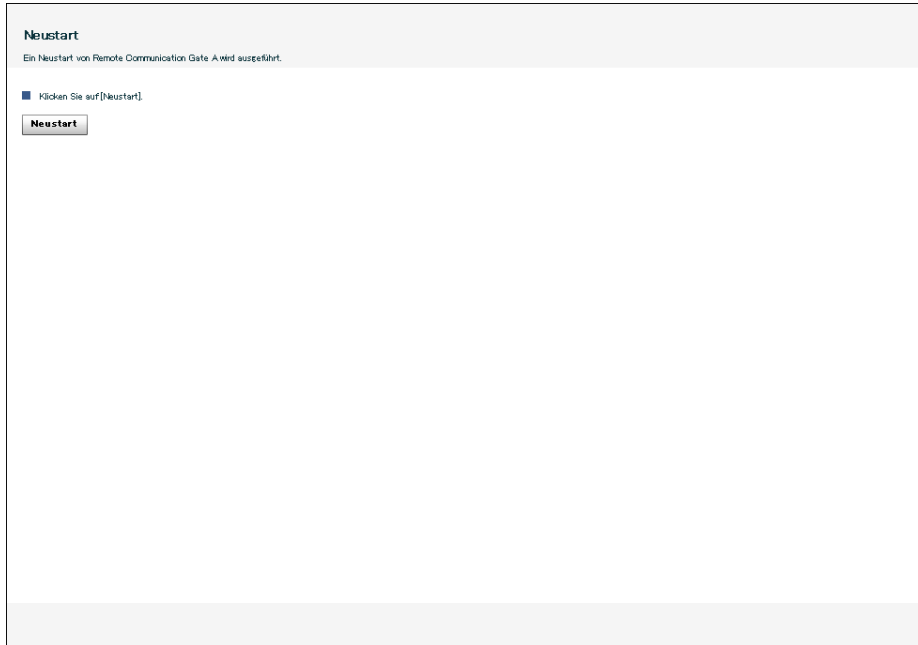 Neustart
Ein Neustart von Remote Communication Gate A wird ausgeführt.
Klicken Sie auf [Neustart].
Neustart